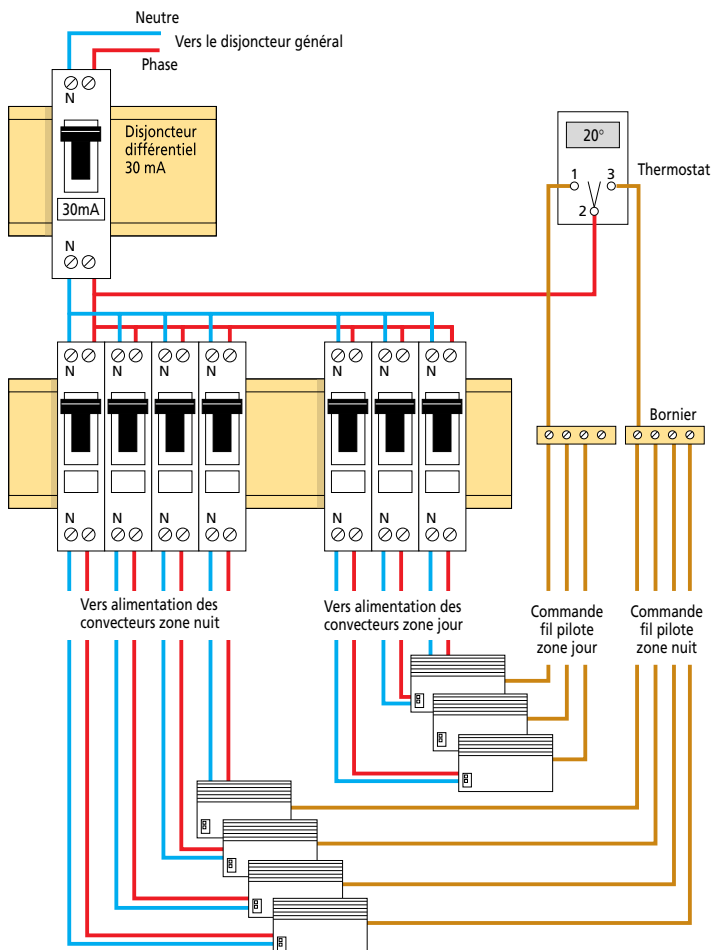 Neutre
Vers le disjoncteur général
Phase
N
Disjoncteur
différentiel
30 mA
30mA
N
20°
Thermostat
1
3
2
N
N
N
N
N
N
N
Bornier
N
N
N
N
N
N
N
Vers alimentation des
convecteurs zone nuit
Vers alimentation des
convecteurs zone jour
Commande
fil pilote
zone jour
Commande
fil pilote
zone nuit